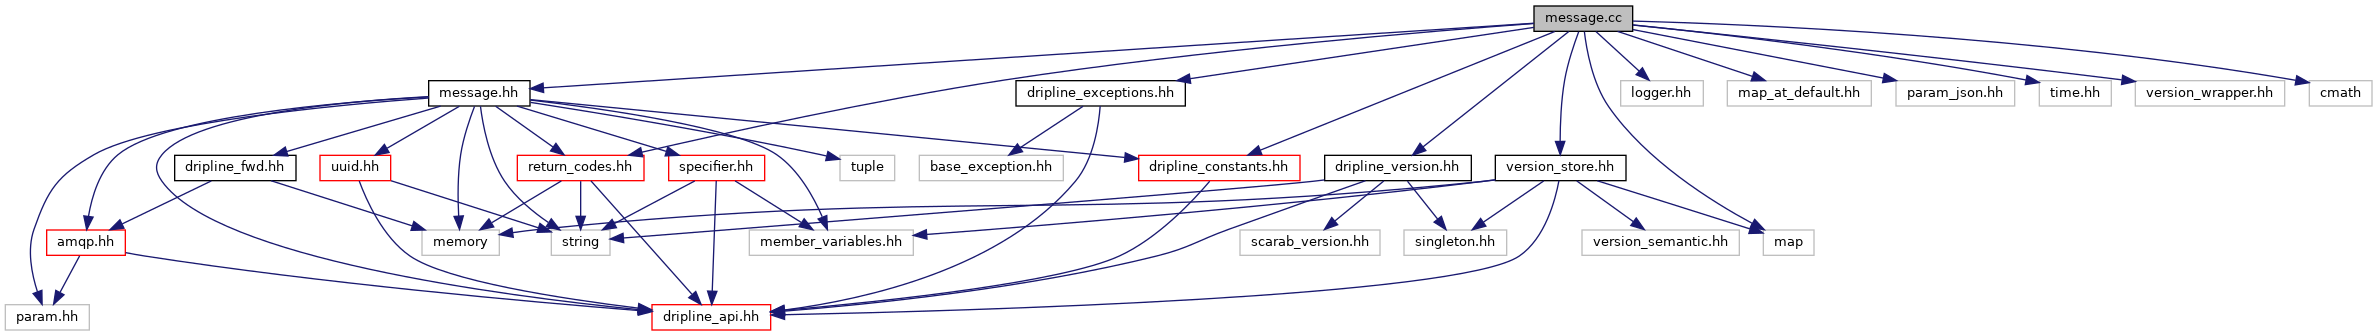 message.cc
message.hh
dripline_exceptions.hh
logger.hh
map_at_default.hh
param_json.hh
time.hh
version_wrapper.hh
cmath
dripline_fwd.hh
uuid.hh
return_codes.hh
specifier.hh
tuple
base_exception.hh
dripline_constants.hh
dripline_version.hh
version_store.hh
amqp.hh
memory
string
member_variables.hh
scarab_version.hh
singleton.hh
version_semantic.hh
map
param.hh
dripline_api.hh